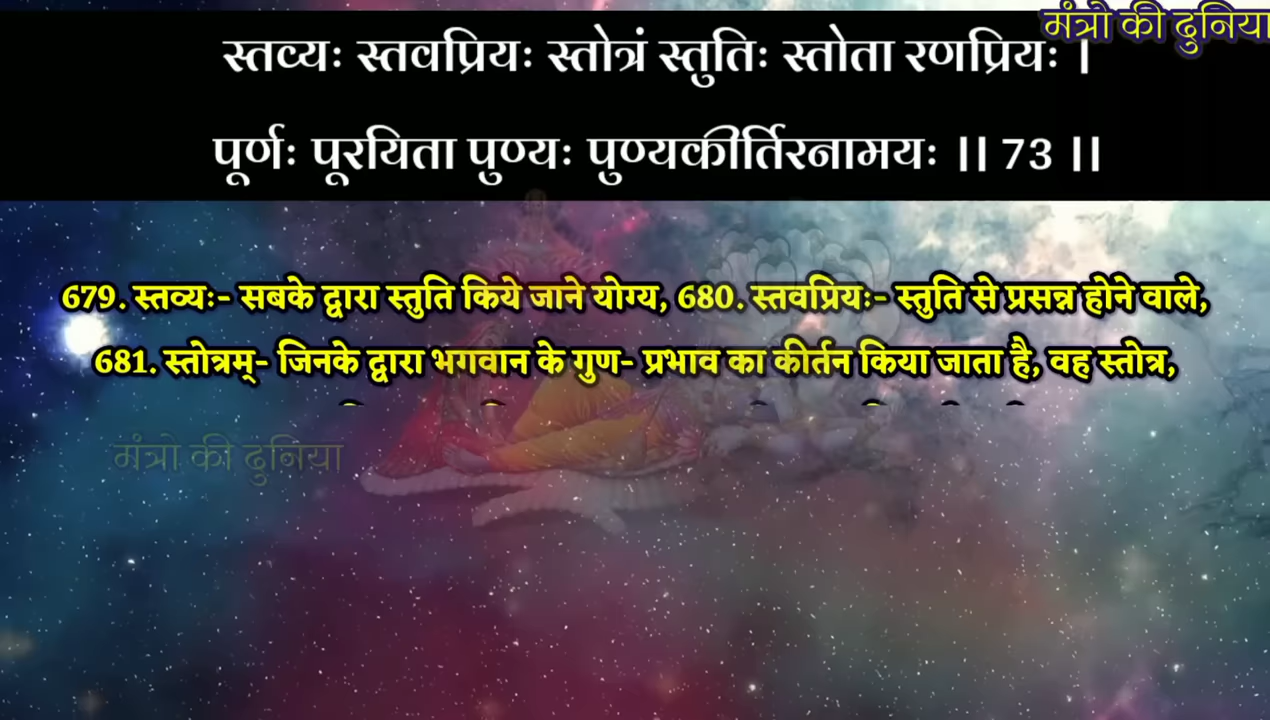 मंत्रो की दुनिया
स्तव्यः स्तवप्रियः स्तोत्रं स्तुतिः स्तोता रणप्रियः ।
पूर्णः पूरयिता पुण्यः पुण्यकीर्तिरनामयः ।। 73 ।।
679. स्तव्यः- सबके द्वारा स्तुति किये जाने योग्य, 680. स्तवप्रियः- स्तुति से प्रसन्न होने वाले,
681. स्तोत्रम्- जिनके द्वारा भगवान के गुण- प्रभाव का कीर्तन किया जाता है, वह स्तोत्र,
मंत्रो की दुनिया